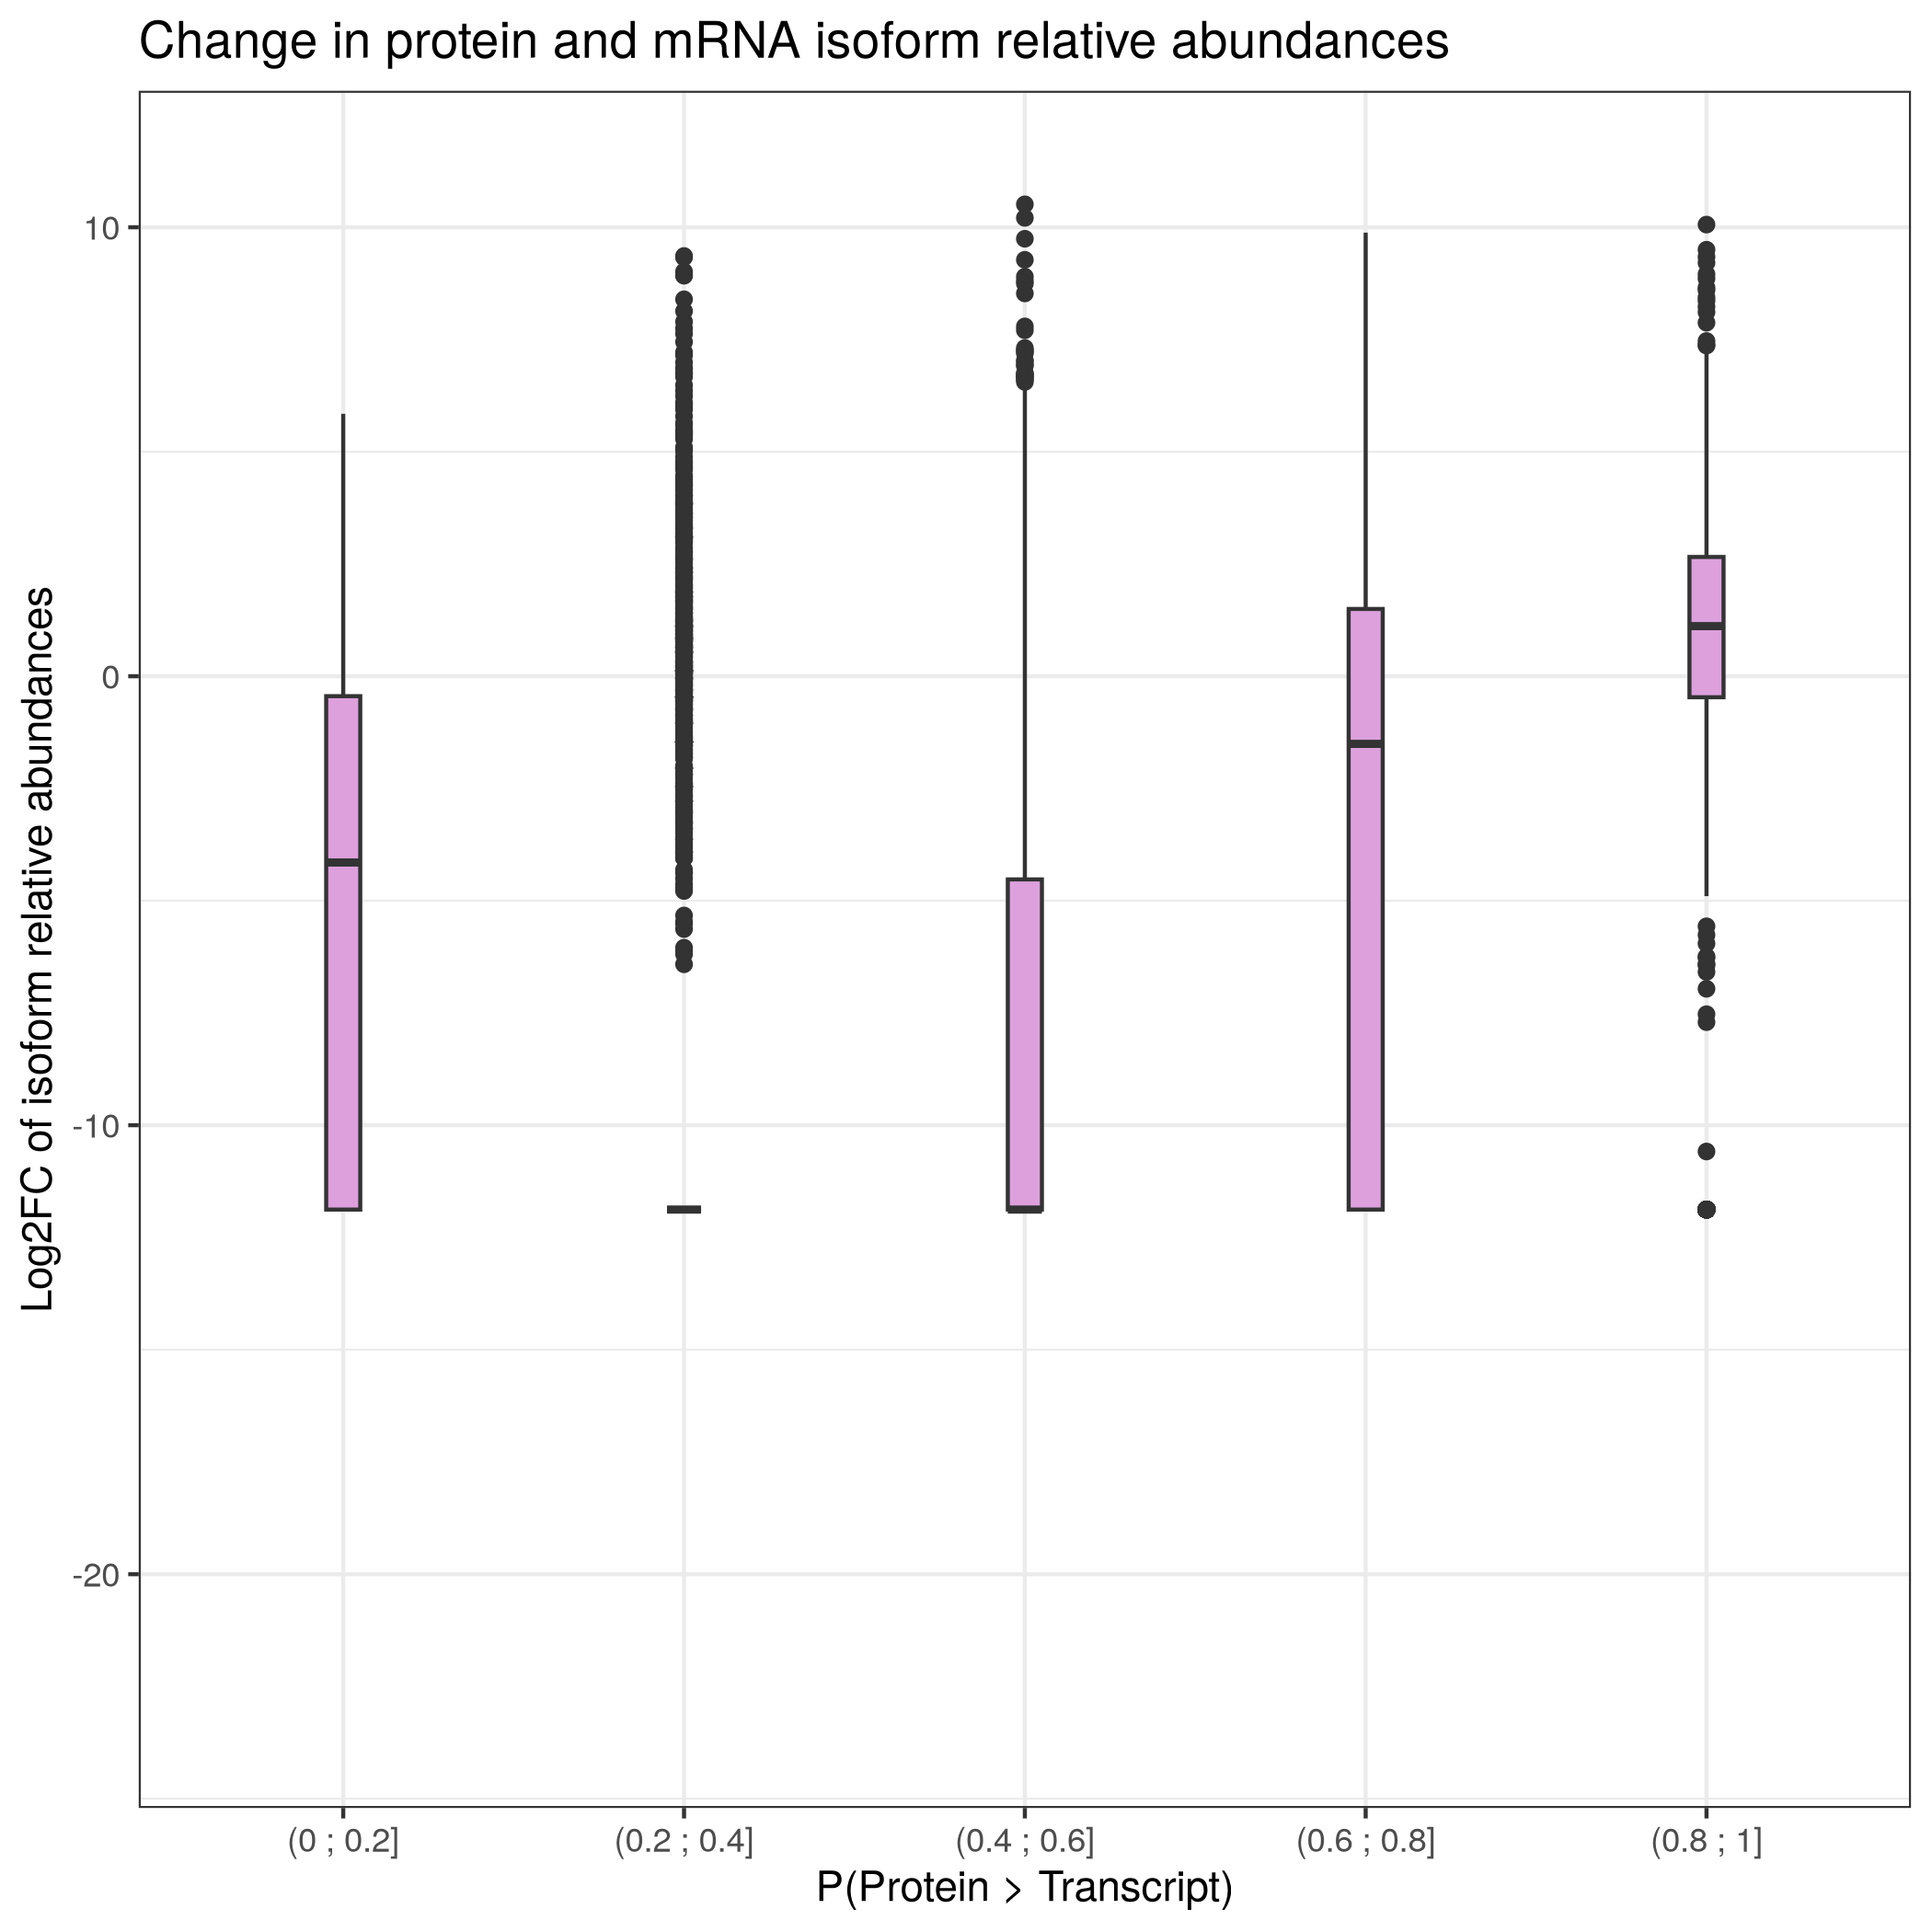 Change in protein and mRNA isoform relative abundances
Log2FC of isoform relative abundances
10
0
-10
-20
(0 ; 0.2]
(0.2 ; 0.4]
(0.4 ; 0.6]
(0.6 ; 0.8]
(0.8 ; 1]
P(Protein > Transcript)